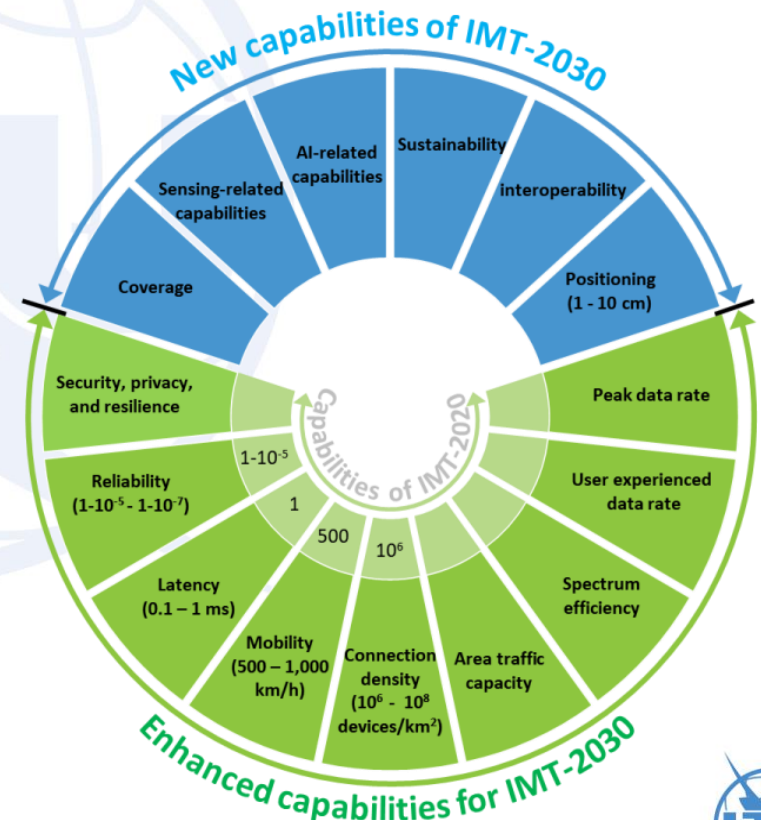 New capabilities of IMT-2030
Coverage
Sensing-related
capabilities
AI-related
capabilities
Sustainability
interoperability
Positioning
(1 - 10 cm)
Security, privacy,
and resilience
Reliability
(1-10⁻⁵ - 1-10⁻⁷)
Latency
(0.1 – 1 ms)
Mobility
(500 – 1,000
km/h)
Connection
density
(10⁶ - 10⁸
devices/km²)
Area traffic
capacity
Spectrum
efficiency
User experienced
data rate
Peak data rate
Capabilities of IMT-2020
1-10⁻⁵
1
500
10⁶
Enhanced capabilities for IMT-2030